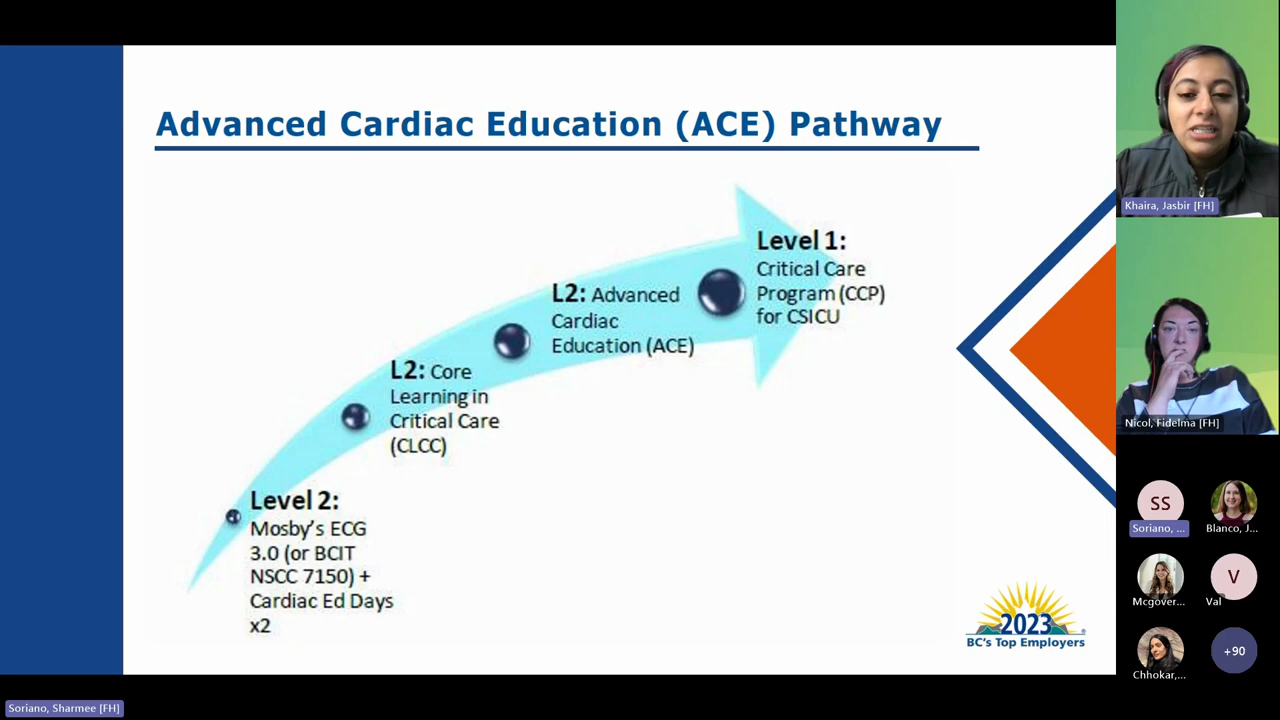 Advanced Cardiac Education (ACE) Pathway
Level 1:
Critical Care
Program (CCP)
for CSICU
L2: Advanced
Cardiac
Education (ACE)
L2: Core
Learning in
Critical Care
(CLCC)
Level 2:
Mosby's ECG
3.0 (or BCIT
NSCC 7150) +
Cardiac Ed Days
x2
2023
BC's Top Employers
Khaira, Jasbir [FH]
Nicol, Fidelma [FH]
SS
Soriano, ...
Blanco, J...
Mcgover...
V
Val
Chhokar,...
+90
Soriano, Sharmee [FH]